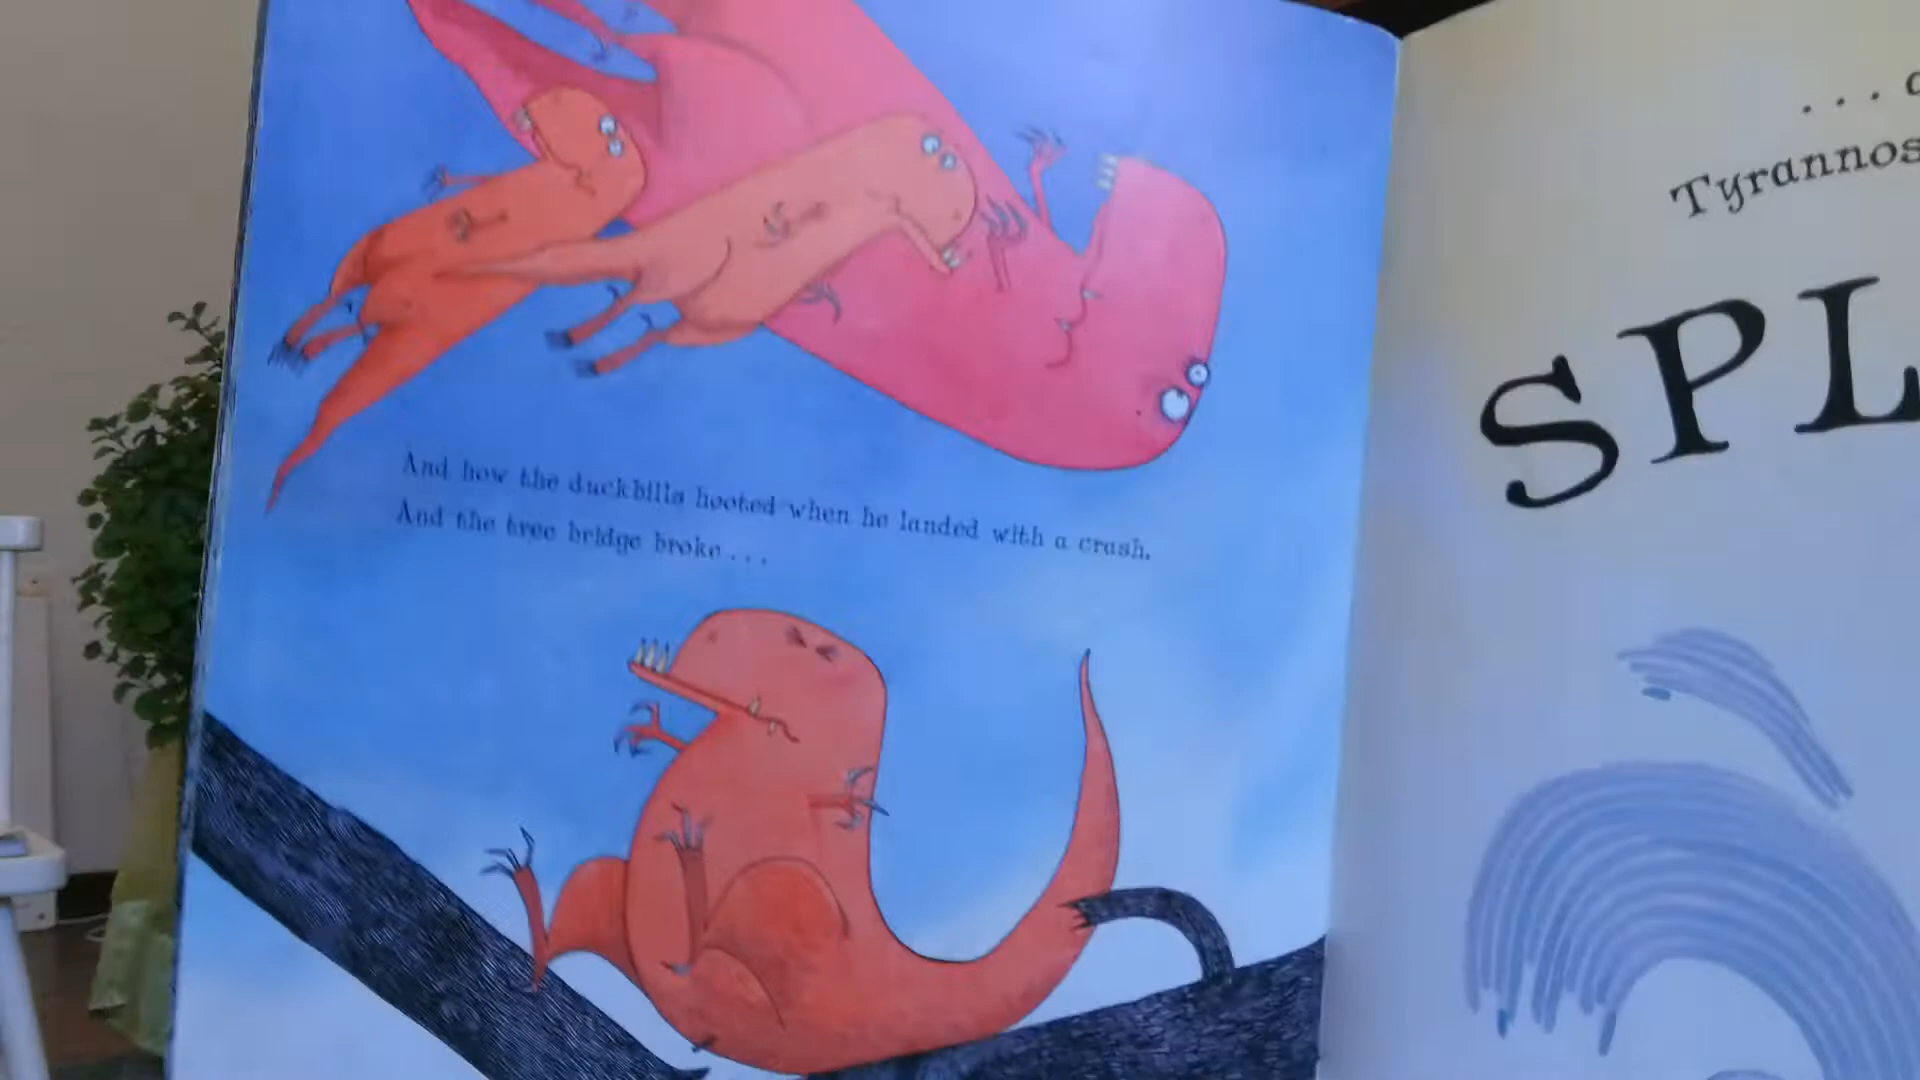 And how the duckbills hooted when he landed with a crash.
And the tree bridge broke . . .
. . .
Tyrannos
SPL